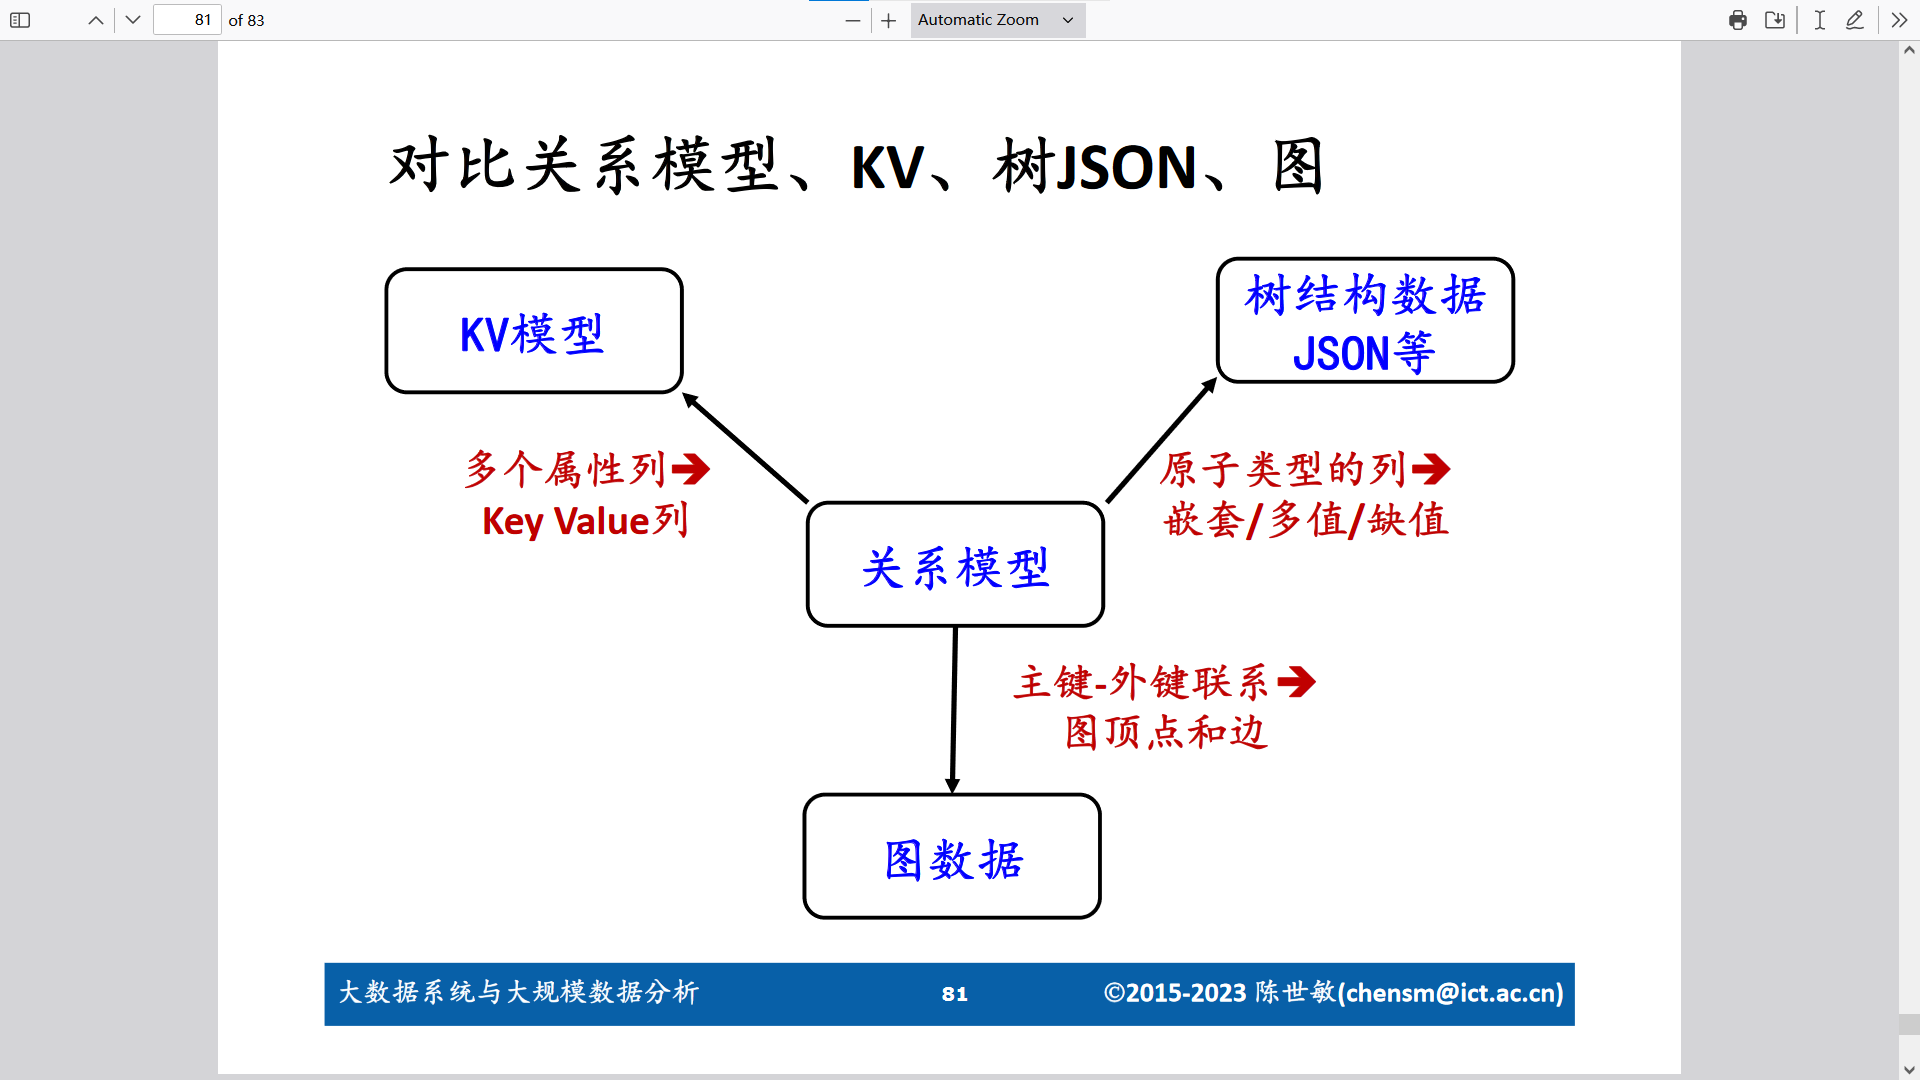 81 of 83
Automatic Zoom
对比关系模型、KV、树JSON、图
KV模型
树结构数据
JSON等
多个属性列➔
Key Value列
原子类型的列➔
嵌套/多值/缺值
关系模型
主键-外键联系➔
图顶点和边
图数据
大数据系统与大规模数据分析
81
©2015-2023 陈世敏(chensm@ict.ac.cn)